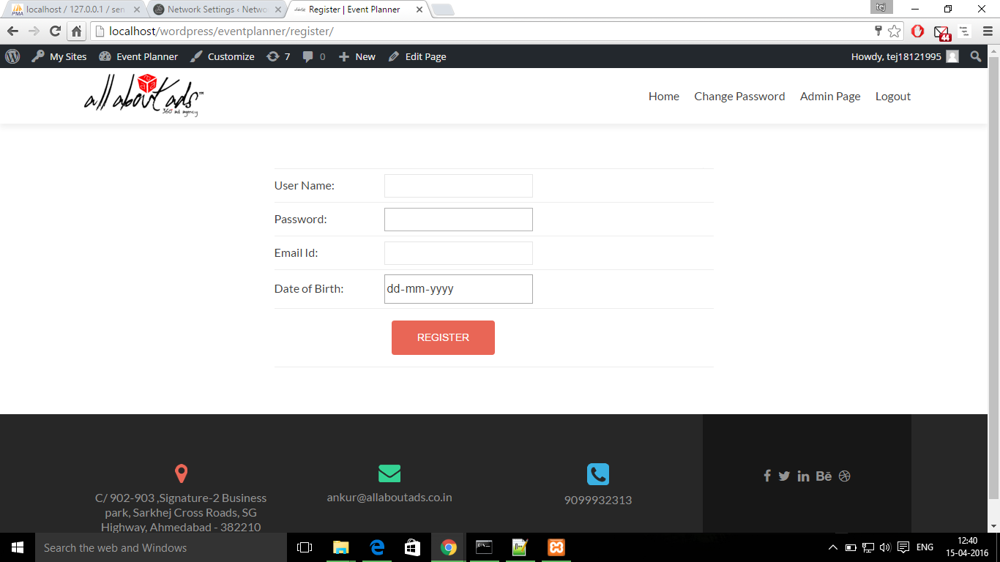 localhost / 127.0.0.1 / sen
Network Settings ‹ Netwo
Register | Event Planner
tej
localhost/wordpress/eventplanner/register/
44
My Sites
Event Planner
Customize
7
0
New
Edit Page
Howdy, tej18121995
all about ads™
360 ad agency
Home
Change Password
Admin Page
Logout
User Name:
Password:
Email Id:
Date of Birth:
dd-mm-yyyy
REGISTER
C/ 902-903 ,Signature-2 Business
park, Sarkhej Cross Roads, SG
Highway, Ahmedabad - 382210
ankur@allaboutads.co.in
9099932313
Search the web and Windows
ENG
12:40
15-04-2016